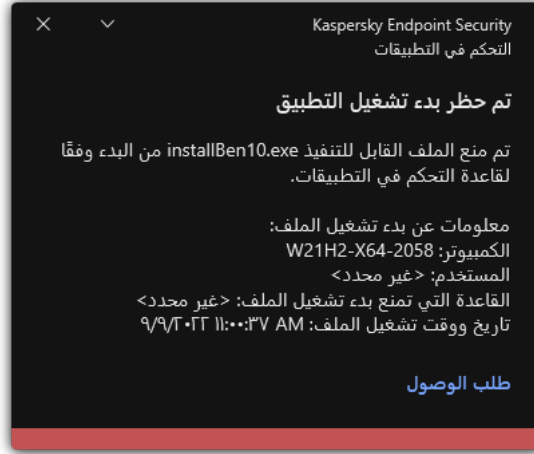 Kaspersky Endpoint Security
التحكم في التطبيقات
تم حظر بدء تشغيل التطبيق
تم منع الملف القابل للتنفيذ installBen10.exe من البدء وفقًا
لقاعدة التحكم في التطبيقات.
معلومات عن بدء تشغيل الملف:
الكمبيوتر: W21H2-X64-2058
المستخدم: <غير محدد>
القاعدة التي تمنع بدء تشغيل الملف: <غير محدد>
تاريخ ووقت تشغيل الملف: ٩/٩/٢٠٢٢ ١١:٠٠:٣٧ AM
طلب الوصول